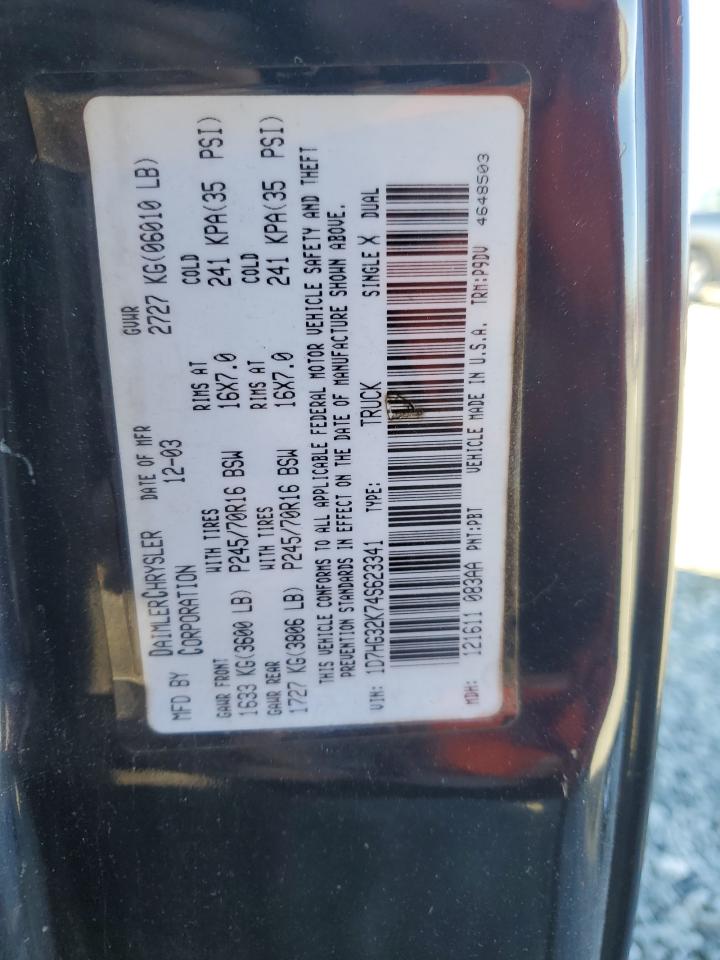 MFD BY DAIMLERCHRYSLER CORPORATION
DATE OF MFR 12-03
GVWR 2727 KG(06010 LB)
GAWR FRONT WITH TIRES RIMS AT COLD
1633 KG(3600 LB) P245/70R16 BSW 16X7.0 241 KPA(35 PSI)
GAWR REAR WITH TIRES RIMS AT COLD
1727 KG(3806 LB) P245/70R16 BSW 16X7.0 241 KPA(35 PSI)
THIS VEHICLE CONFORMS TO ALL APPLICABLE FEDERAL MOTOR VEHICLE SAFETY AND THEFT
PREVENTION STANDARDS IN EFFECT ON THE DATE OF MANUFACTURE SHOWN ABOVE.
VIN: 1D7HG32K74S623341 TYPE: TRUCK SINGLE X DUAL
MDH: 121611 083AA PNT:PBT VEHICLE MADE IN U.S.A. TRM:P9DV
4648503